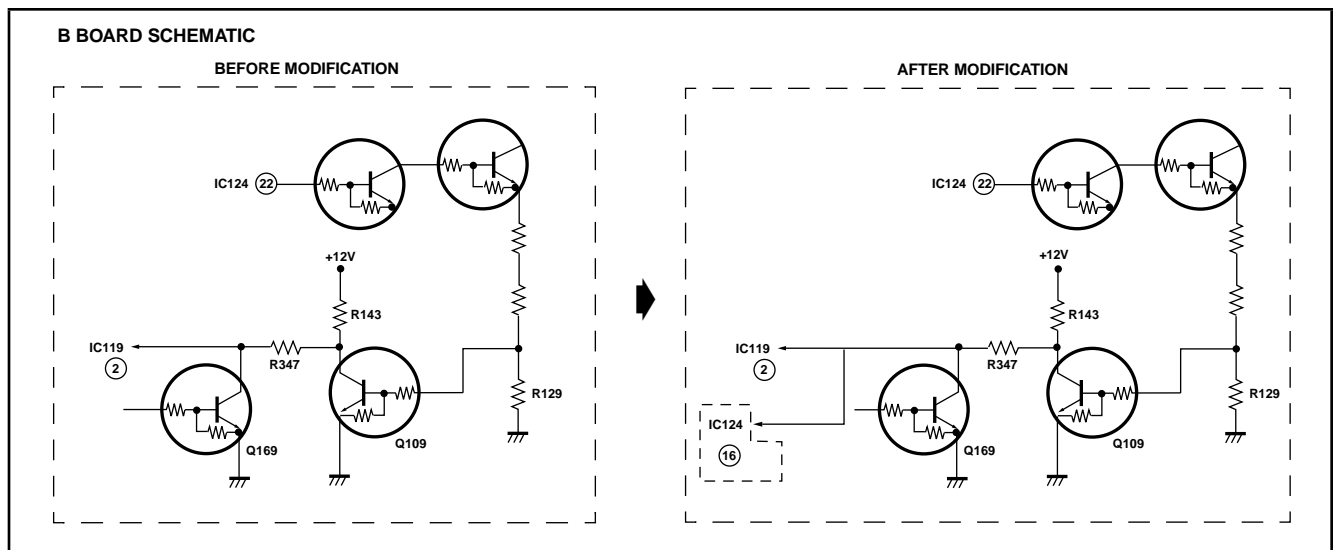 B BOARD SCHEMATIC
BEFORE MODIFICATION
IC124 22
+12V
R143
IC119
2
R347
R129
Q169
Q109
AFTER MODIFICATION
IC124 22
+12V
R143
IC119
2
R347
R129
IC124
16
Q169
Q109